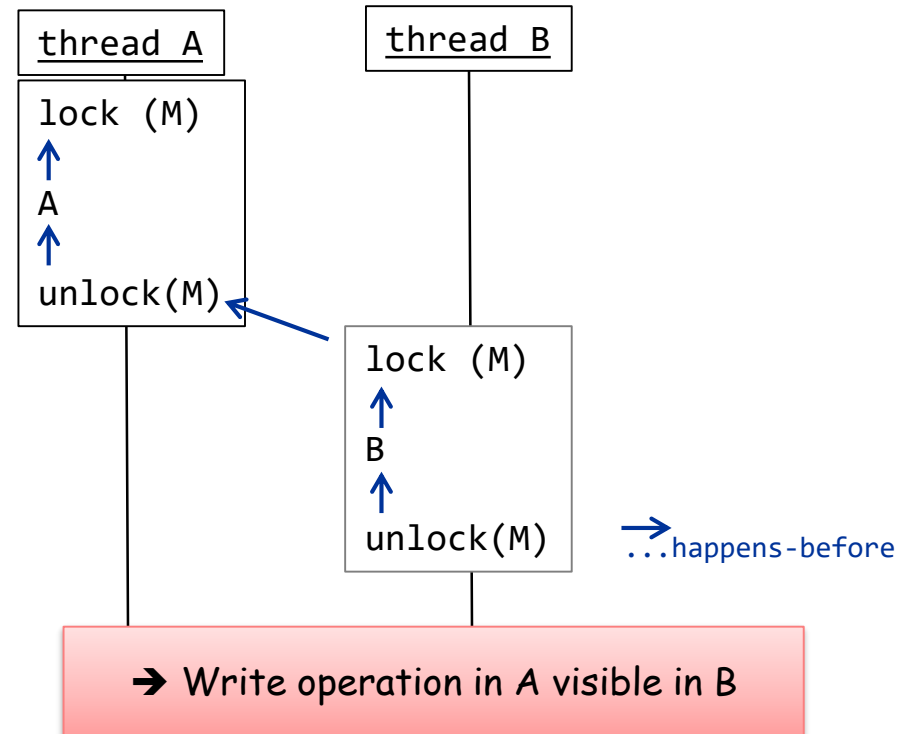 thread A
lock (M)
A
unlock(M)
thread B
lock (M)
B
unlock(M)
...happens-before
➔ Write operation in A visible in B